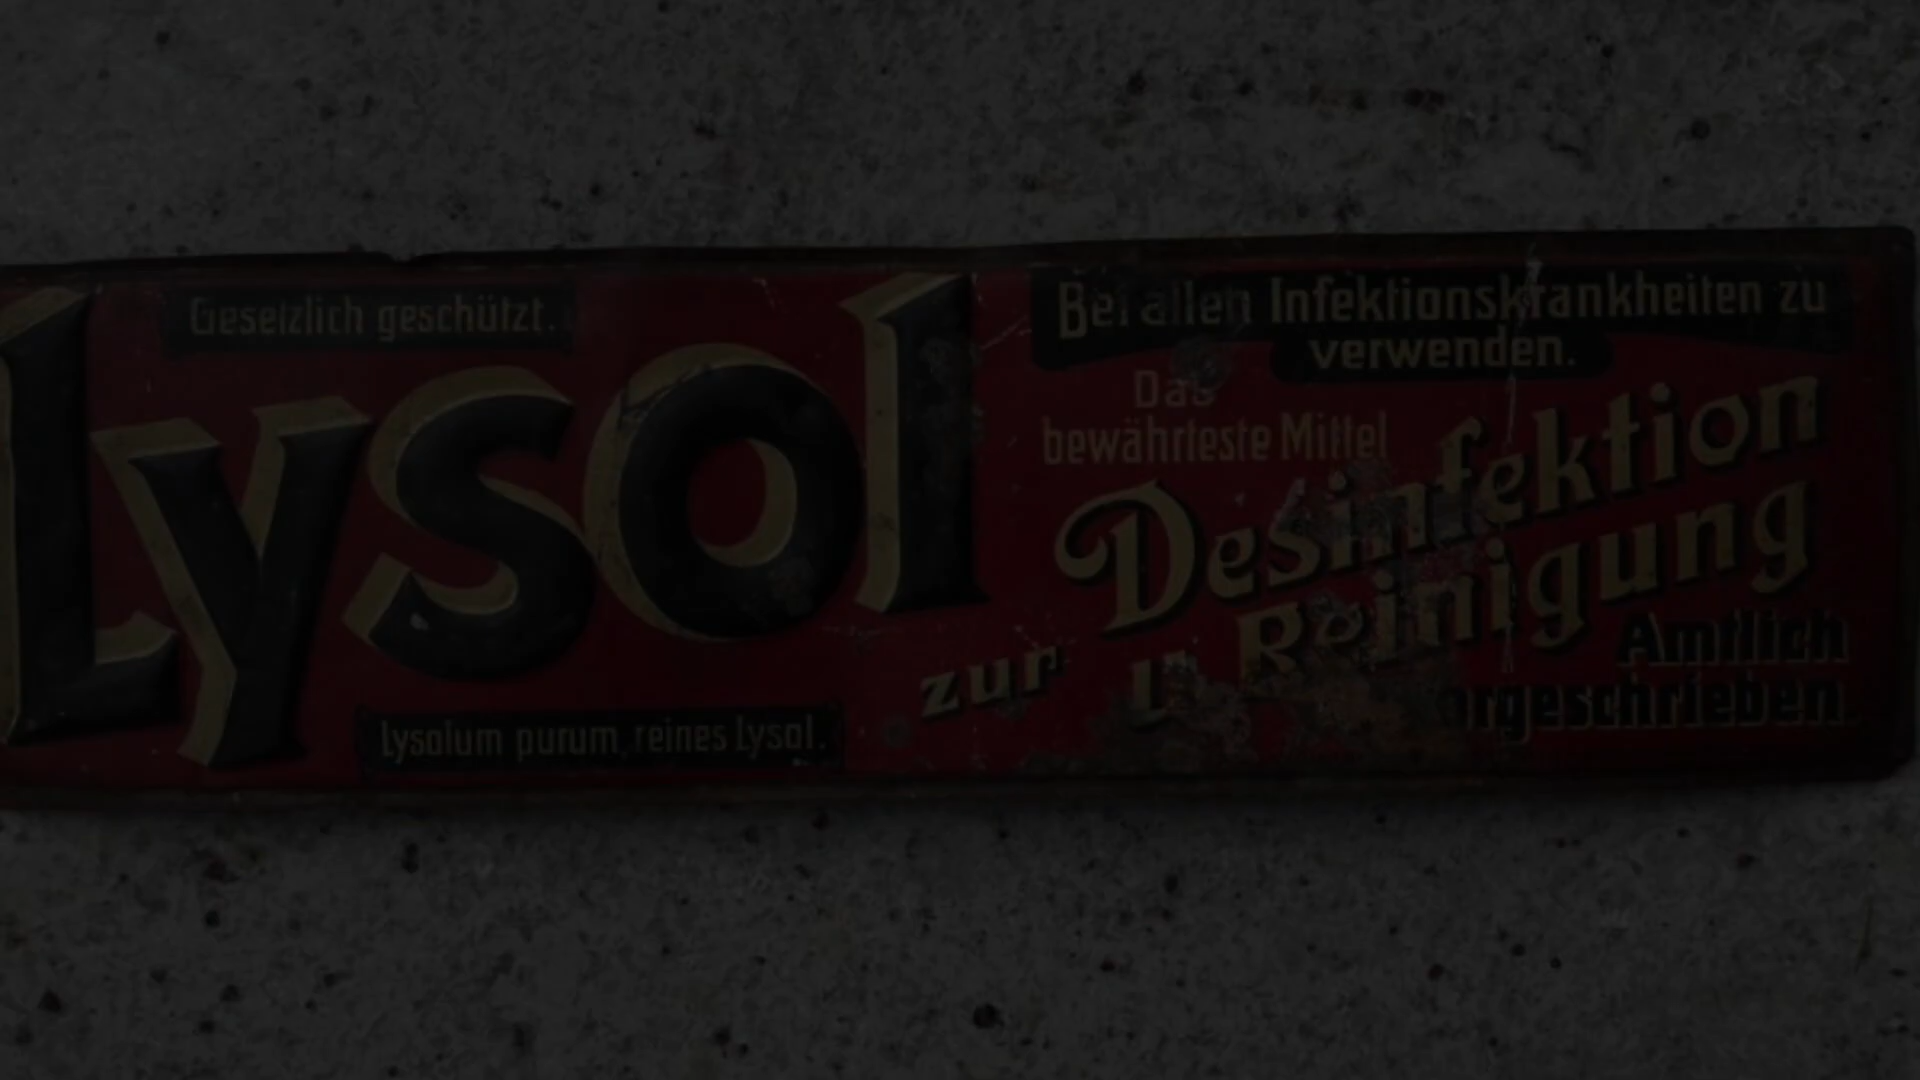 Gesetzlich geschützt.
Lysol
Lysolum purum, reines Lysol.
Bei allen Infektionskrankheiten zu
verwenden.
Das
bewährteste Mittel
zur Desinfektion
u. Reinigung
Amtlich
orgeschrieben